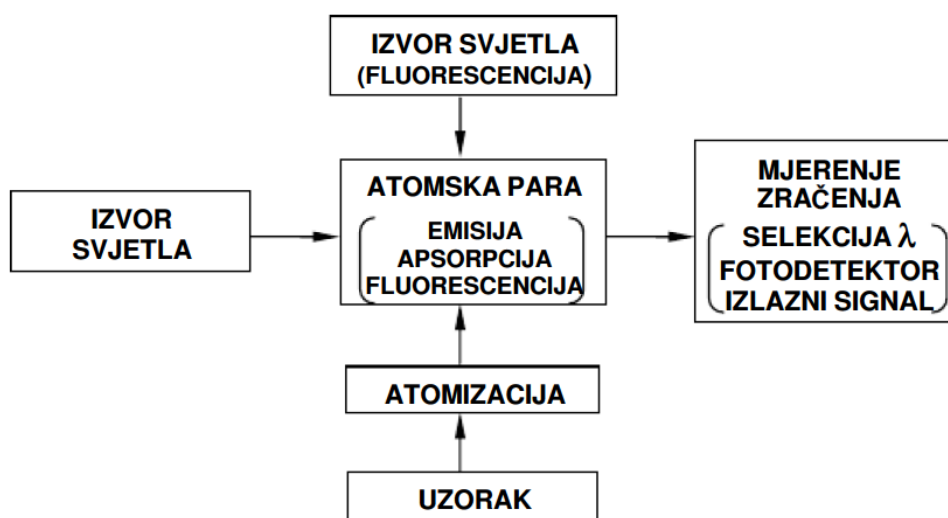 IZVOR SVJETLA
(FLUORESCENCIJA)
IZVOR
SVJETLA
ATOMSKA PARA
EMISIJA
APSORPCIJA
FLUORESCENCIJA
MJERENJE
ZRAČENJA
SELEKCIJA λ
FOTODETEKTOR
IZLAZNI SIGNAL
ATOMIZACIJA
UZORAK